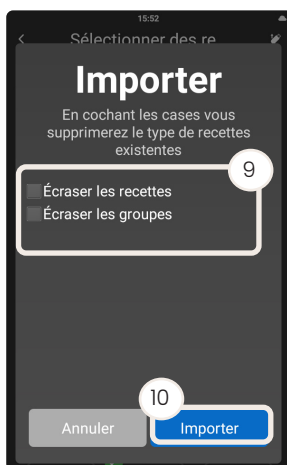 15:52
Sélectionner des re
Importer
En cochant les cases vous
supprimerez le type de recettes
existentes
9
Écraser les recettes
Écraser les groupes
10
Annuler
Importer